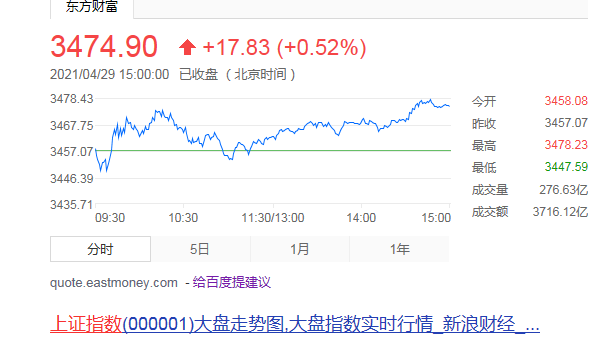 东方财富
3474.90 +17.83 (+0.52%)
2021/04/29 15:00:00 已收盘 ( 北京时间 )
3478.43
3467.75
3457.07
3446.39
3435.71
09:30 10:30 11:30/13:00 14:00 15:00
今开 3458.08
昨收 3457.07
最高 3478.23
最低 3447.59
成交量 276.63亿
成交额 3716.12亿
分时 5日 1月 1年
quote.eastmoney.com - 给百度提建议
上证指数(000001)大盘走势图,大盘指数实时行情_新浪财经_...